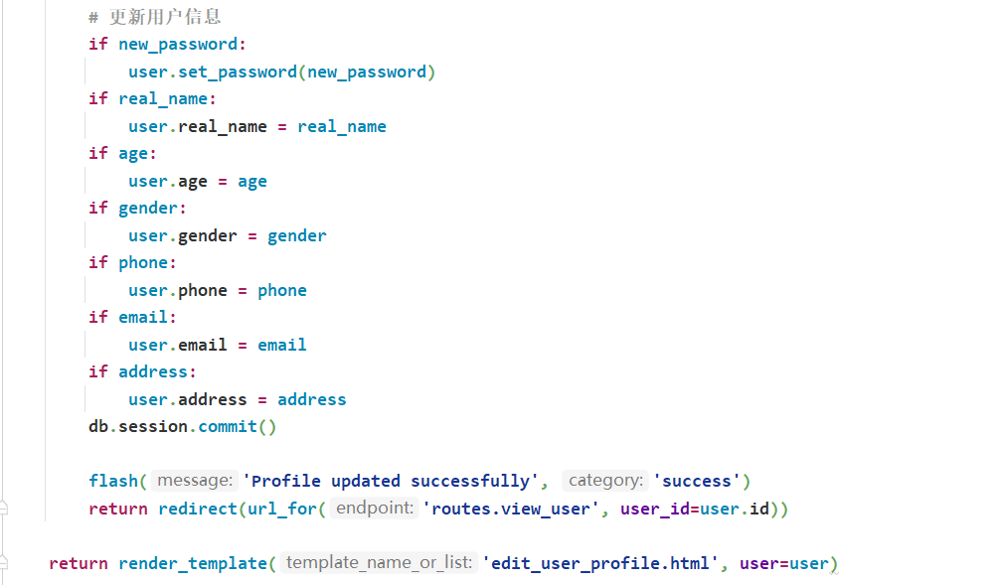 # 更新用户信息
if new_password:
user.set_password(new_password)
if real_name:
user.real_name = real_name
if age:
user.age = age
if gender:
user.gender = gender
if phone:
user.phone = phone
if email:
user.email = email
if address:
user.address = address
db.session.commit()
flash( message: 'Profile updated successfully', category: 'success')
return redirect(url_for( endpoint: 'routes.view_user', user_id=user.id))
return render_template( template_name_or_list: 'edit_user_profile.html', user=user)